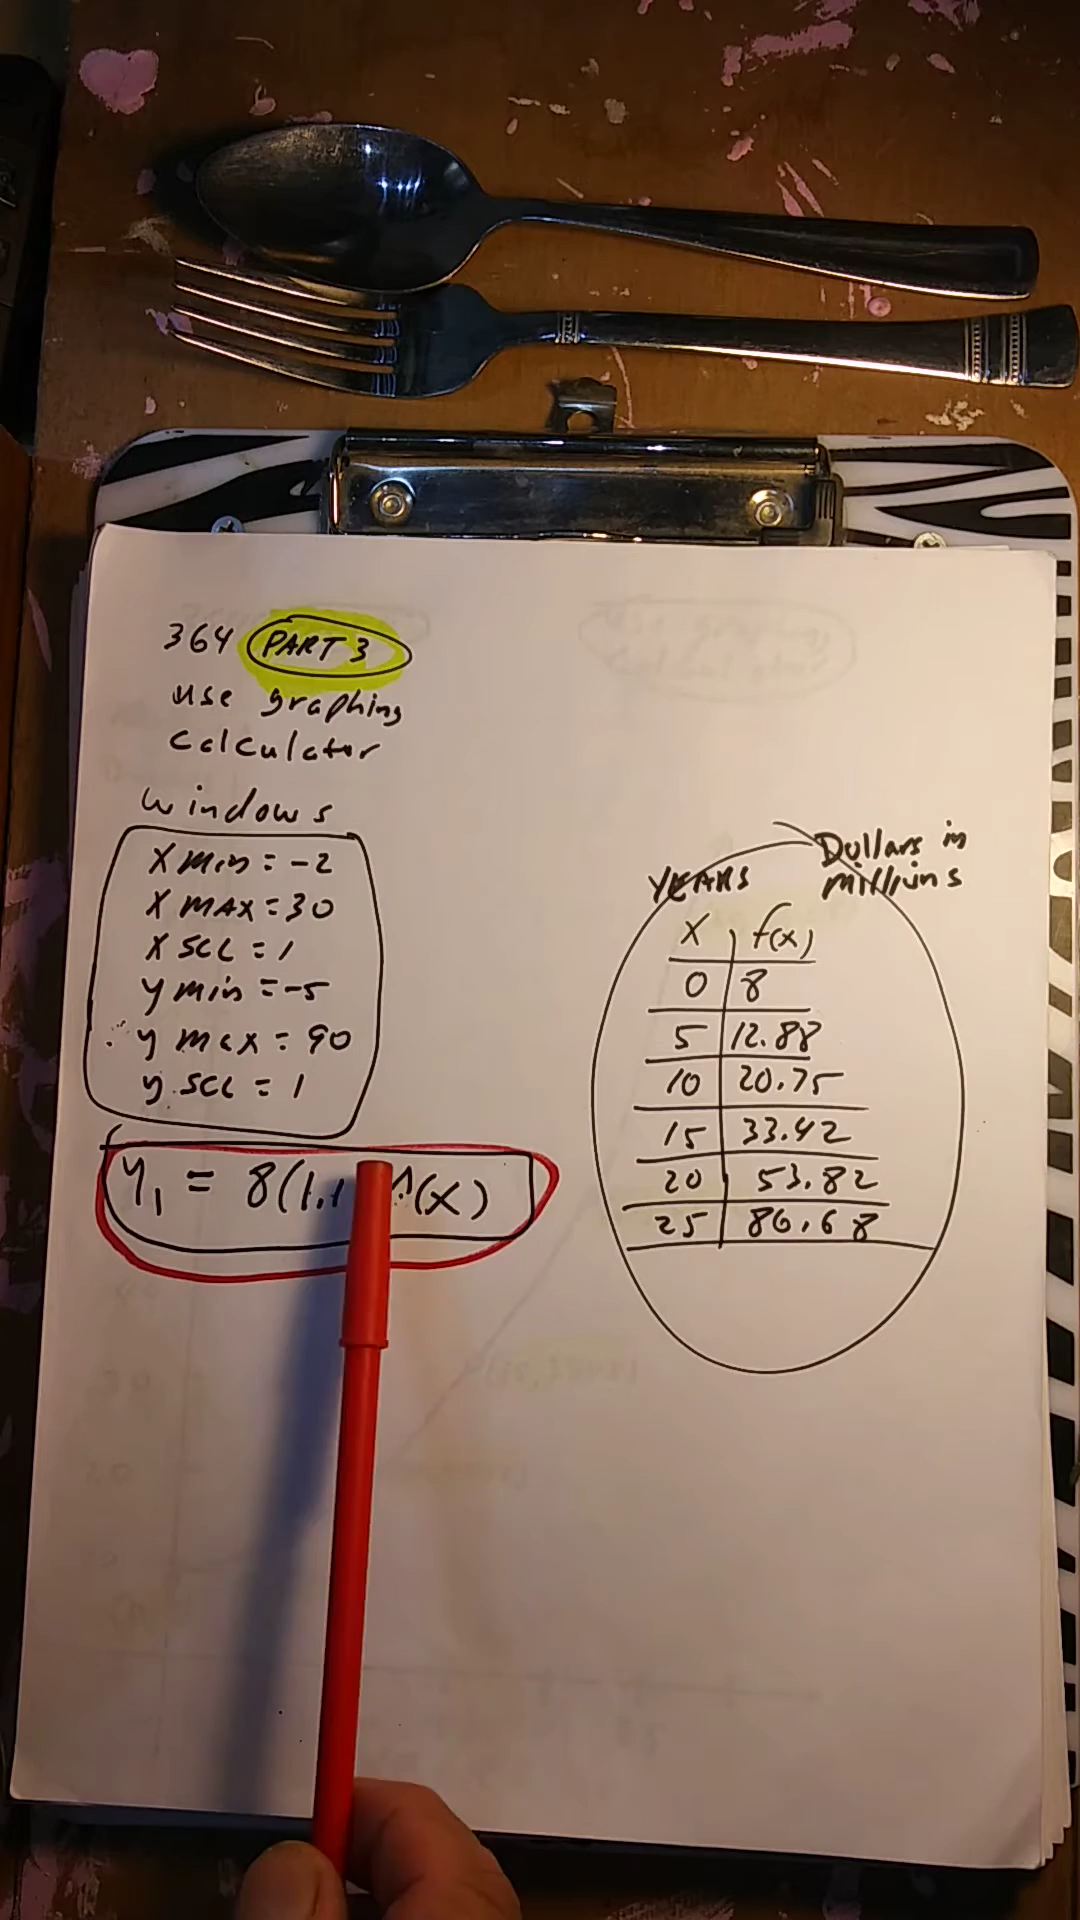 364 PART 3
use graphing
calculator
windows
X min = -2
X MAX = 30
X SCL = 1
y min = -5
y max = 90
y SCL = 1
y₁ = 8(1.1 ^(x)
YEARS
Dollars in
millions
X f(x)
0 8
5 12.88
10 20.75
15 33.42
20 53.82
25 86.68